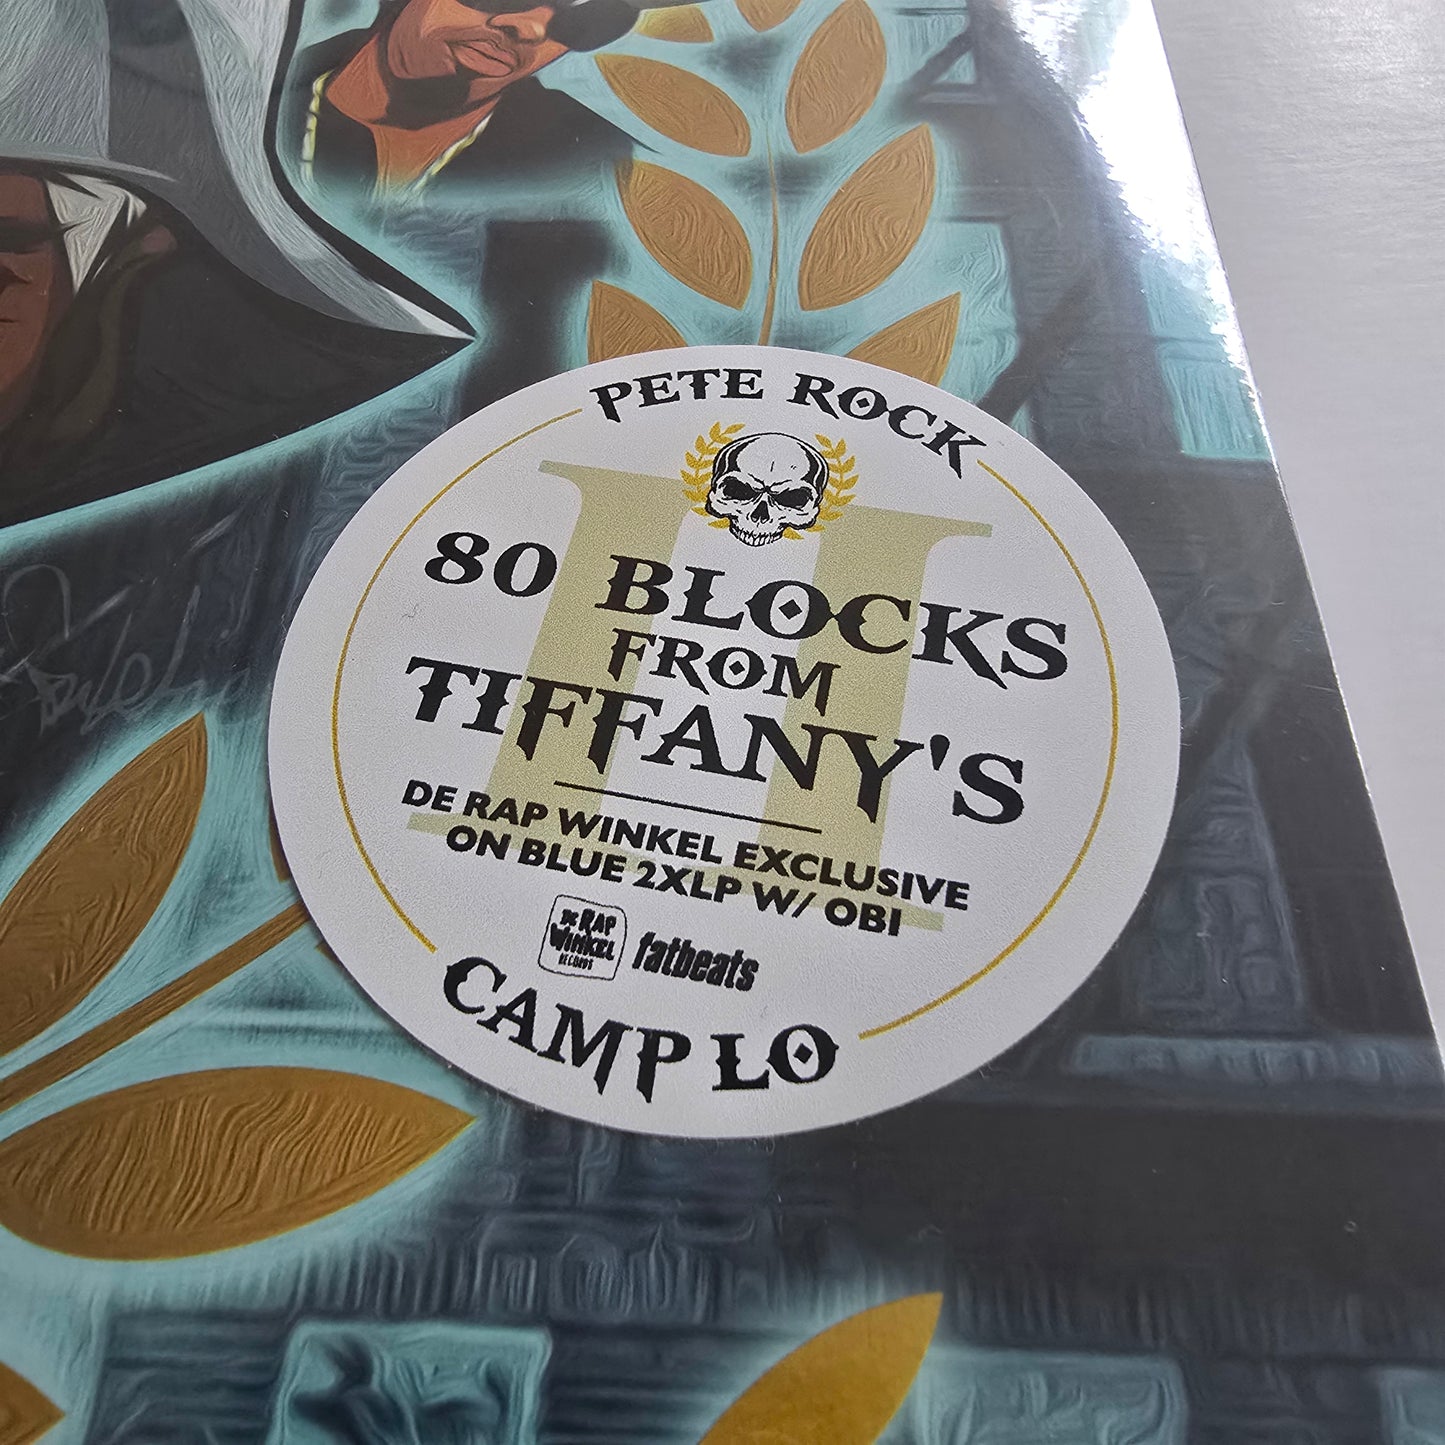 PETE ROCK
II
80 BLOCKS
FROM
TIFFANY'S
DE RAP WINKEL EXCLUSIVE
ON BLUE 2XLP W/ OBI
DE RAP
WINKEL
RECORDS
fatbeats
CAMP LO